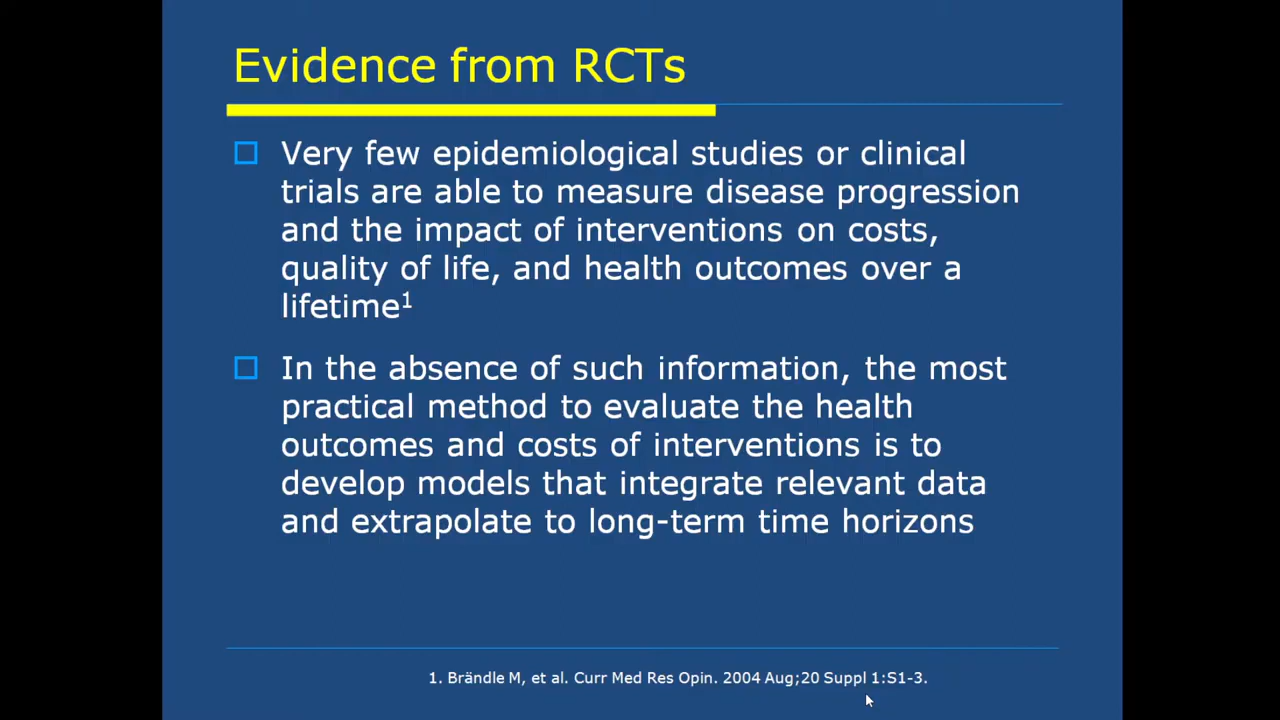 Evidence from RCTs
Very few epidemiological studies or clinical
trials are able to measure disease progression
and the impact of interventions on costs,
quality of life, and health outcomes over a
lifetime¹
In the absence of such information, the most
practical method to evaluate the health
outcomes and costs of interventions is to
develop models that integrate relevant data
and extrapolate to long-term time horizons
1. Brändle M, et al. Curr Med Res Opin. 2004 Aug;20 Suppl 1:S1-3.